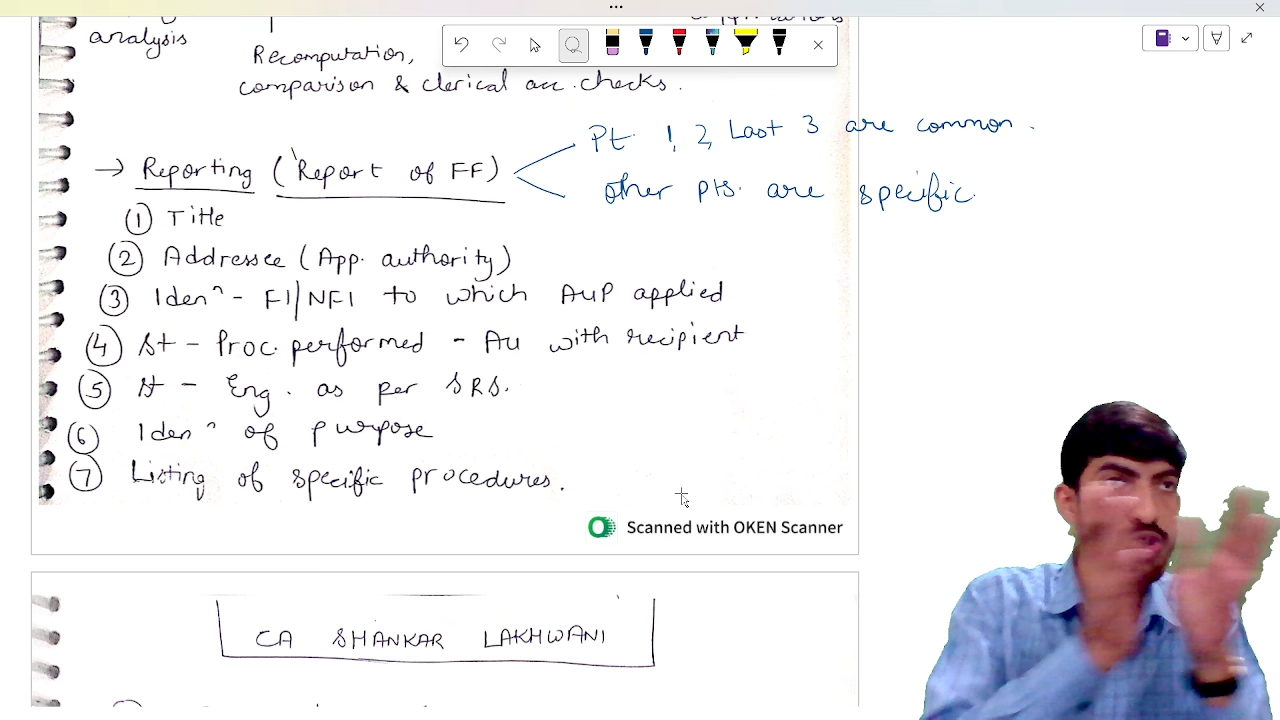 analysis
Recomputation,
comparison & clerical acc. checks.
→ Reporting (Report of FF)
Pt. 1, 2, Last 3 are common.
other pts. are specific.
① Title
② Addressee (App. authority)
③ Idenⁿ - FI/NFI to which AUP applied
④ St - Proc. performed - AU with recipient
⑤ St - Eng. as per SRS.
⑥ Idenⁿ of purpose
⑦ Listing of specific procedures.
Scanned with OKEN Scanner
CA SHANKAR LAKHWANI